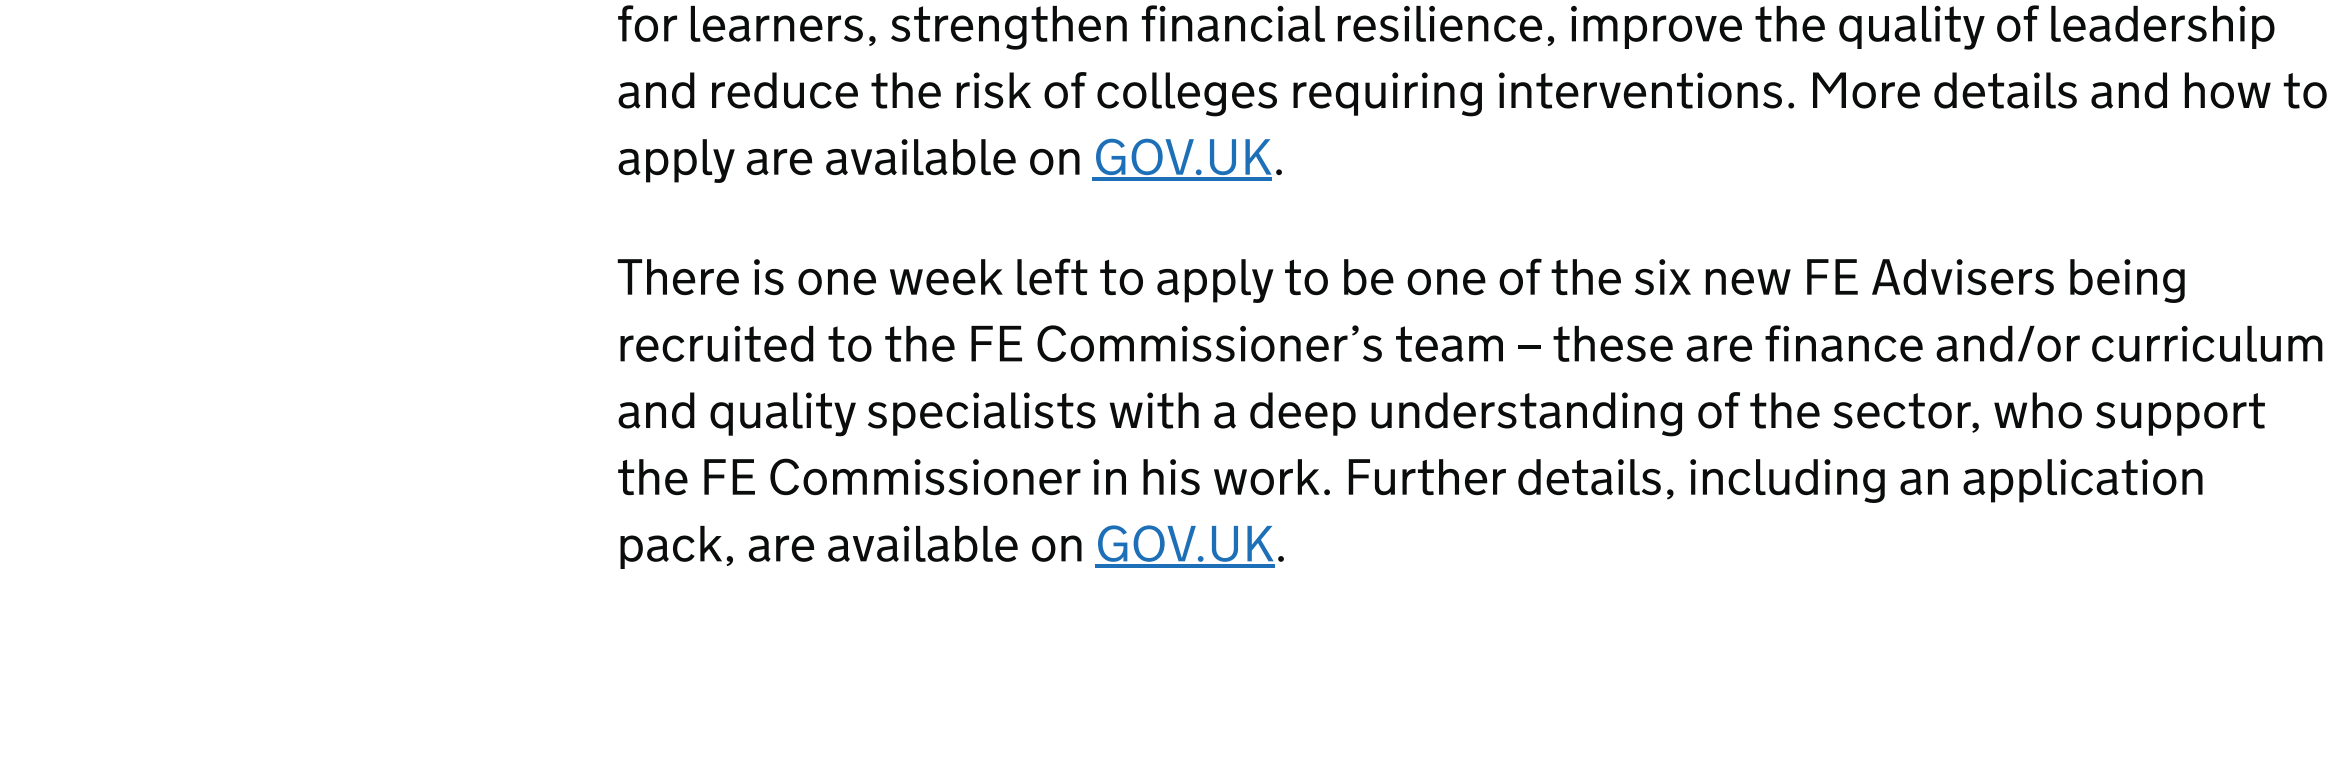 for learners, strengthen financial resilience, improve the quality of leadership
and reduce the risk of colleges requiring interventions. More details and how to
apply are available on GOV.UK.
There is one week left to apply to be one of the six new FE Advisers being
recruited to the FE Commissioner’s team – these are finance and/or curriculum
and quality specialists with a deep understanding of the sector, who support
the FE Commissioner in his work. Further details, including an application
pack, are available on GOV.UK.